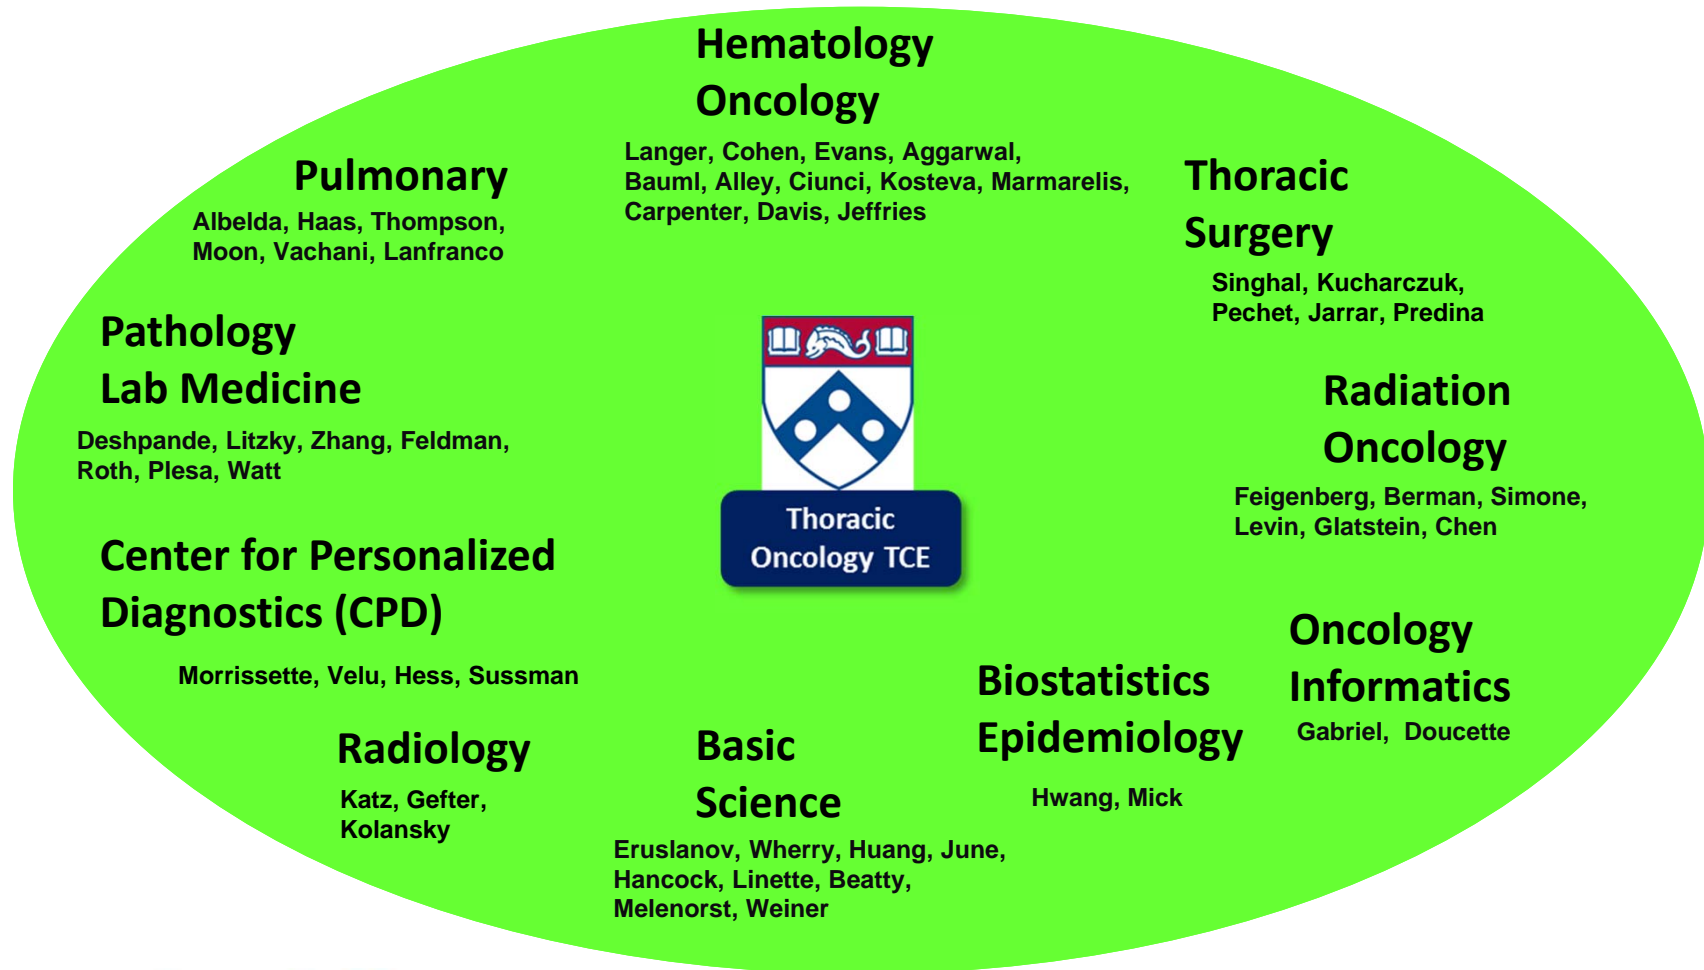 Hematology
Oncology
Langer, Cohen, Evans, Aggarwal,
Bauml, Alley, Ciunci, Kosteva, Marmarelis,
Carpenter, Davis, Jeffries
Pulmonary
Albelda, Haas, Thompson,
Moon, Vachani, Lanfranco
Thoracic
Surgery
Singhal, Kucharczuk,
Pechet, Jarrar, Predina
Pathology
Lab Medicine
Deshpande, Litzky, Zhang, Feldman,
Roth, Plesa, Watt
Radiation
Oncology
Feigenberg, Berman, Simone,
Levin, Glatstein, Chen
Thoracic
Oncology TCE
Center for Personalized
Diagnostics (CPD)
Morrissette, Velu, Hess, Sussman
Oncology
Informatics
Gabriel, Doucette
Biostatistics
Epidemiology
Hwang, Mick
Radiology
Katz, Gefter,
Kolansky
Basic
Science
Eruslanov, Wherry, Huang, June,
Hancock, Linette, Beatty,
Melenorst, Weiner